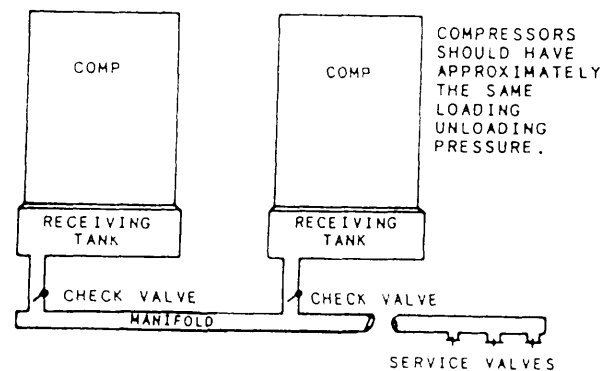 COMP
COMP
COMPRESSORS
SHOULD HAVE
APPROXIMATELY
THE SAME
LOADING
UNLOADING
PRESSURE.
RECEIVING
TANK
RECEIVING
TANK
CHECK VALVE
CHECK VALVE
MANIFOLD
SERVICE VALVES